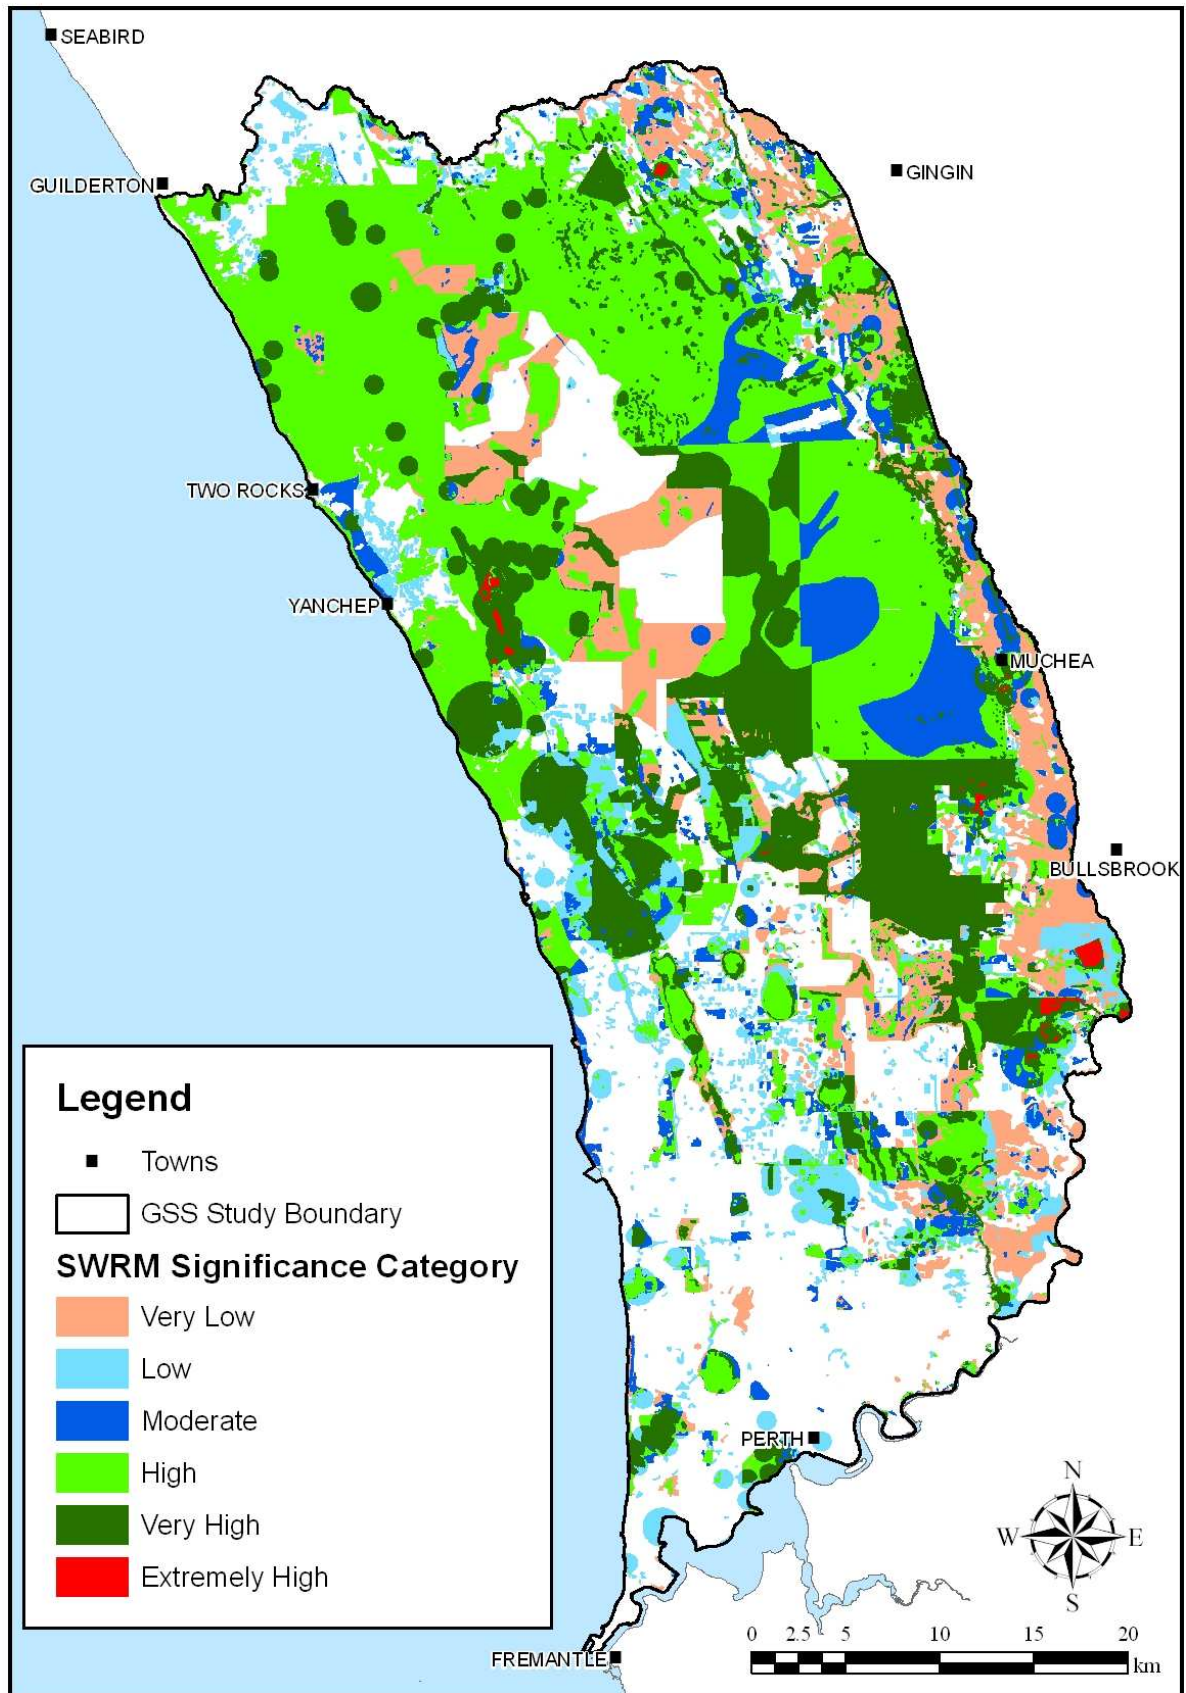 SEABIRD
GINGIN
GUILDERTON
TWO ROCKS
YANCHEP
MUCHEA
BULLSBROOK
Legend
Towns
GSS Study Boundary
SWRM Significance Category
Very Low
Low
Moderate
High
Very High
Extremely High
PERTH
FREMANTLE
N
W E
S
0 2.5 5 10 15 20
km